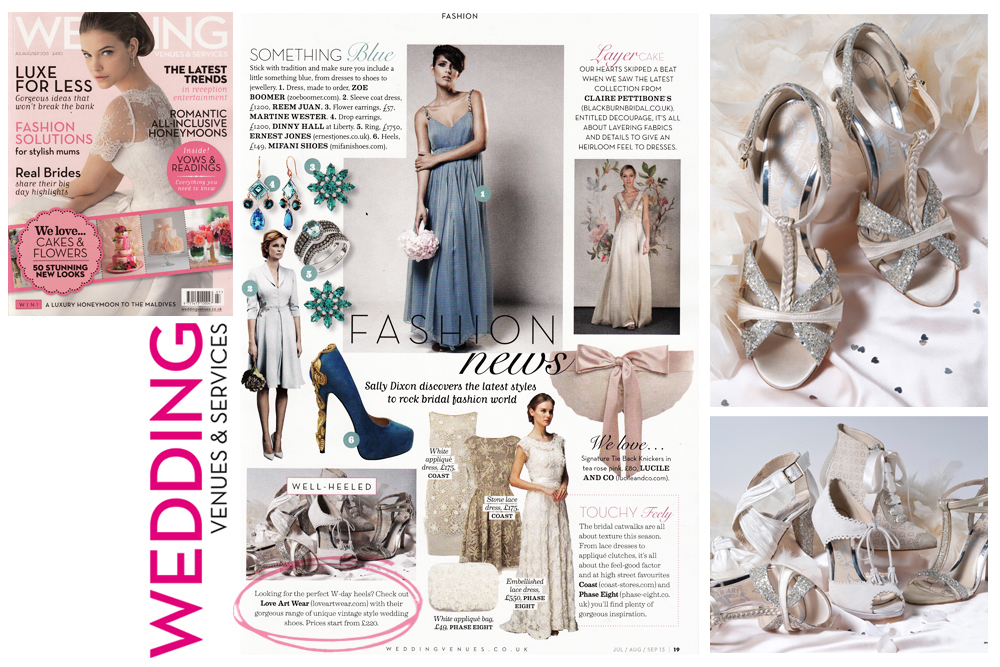 WEDDING
VENUES & SERVICES
LUXE
FOR LESS
Gorgeous ideas that
won't break the bank
FASHION
SOLUTIONS
for stylish mums
Real Brides
share their big
day highlights
THE LATEST
TRENDS
in reception
entertainment
ROMANTIC
ALL-INCLUSIVE
HONEYMOONS
Inside!
VOWS &
READINGS
Everything you
need to know
We love...
CAKES &
FLOWERS
50 STUNNING
NEW LOOKS
WIN! A LUXURY HONEYMOON TO THE MALDIVES
weddingvenues.co.uk
WEDDING
VENUES & SERVICES
FASHION
SOMETHING Blue
Stick with tradition and make sure you include a
little something blue, from dresses to shoes to
jewellery. 1. Dress, made to order, ZOE
BOOMER (zoeboomer.com). 2. Sleeve coat dress,
£1200, REEM JUAN. 3. Flower earrings, £57,
MARTINE WESTER. 4. Drop earrings,
£1200, DINNY HALL at Liberty. 5. Ring, £1750,
ERNEST JONES (ernestjones.co.uk). 6. Heels,
£149, MIFANI SHOES (mifanishoes.com).
4
3
1
5
2
6
Layer CAKE
OUR HEARTS SKIPPED A BEAT
WHEN WE SAW THE LATEST
COLLECTION FROM
CLAIRE PETTIBONE'S
(BLACKBURNBRIDAL.CO.UK).
ENTITLED DECOUPAGE, IT'S ALL
ABOUT LAYERING FABRICS
AND DETAILS TO GIVE AN
HEIRLOOM FEEL TO DRESSES.
FASHION
news
Sally Dixon discovers the latest styles
to rock bridal fashion world
We love...
Signature Tie Back Knickers in
tea rose pink, £80, LUCILE
AND CO (lucileandco.com).
White
appliqué
dress, £175,
COAST
Stone lace
dress, £175,
COAST
Embellished
lace dress,
£550, PHASE
EIGHT
White appliqué bag,
£49, PHASE EIGHT
WELL-HEELED
Looking for the perfect W-day heels? Check out
Love Art Wear (loveartwear.com) with their
gorgeous range of unique vintage style wedding
shoes. Prices start from £220.
TOUCHY Feely
The bridal catwalks are all
about texture this season.
From lace dresses to
appliqué clutches, it's all
about the feel-good factor
and at high street favourites
Coast (coast-stores.com) and
Phase Eight (phase-eight.co.
uk) you'll find plenty of
gorgeous inspiration.
WEDDINGVENUES.CO.UK
JUL / AUG / SEP 13 | 19